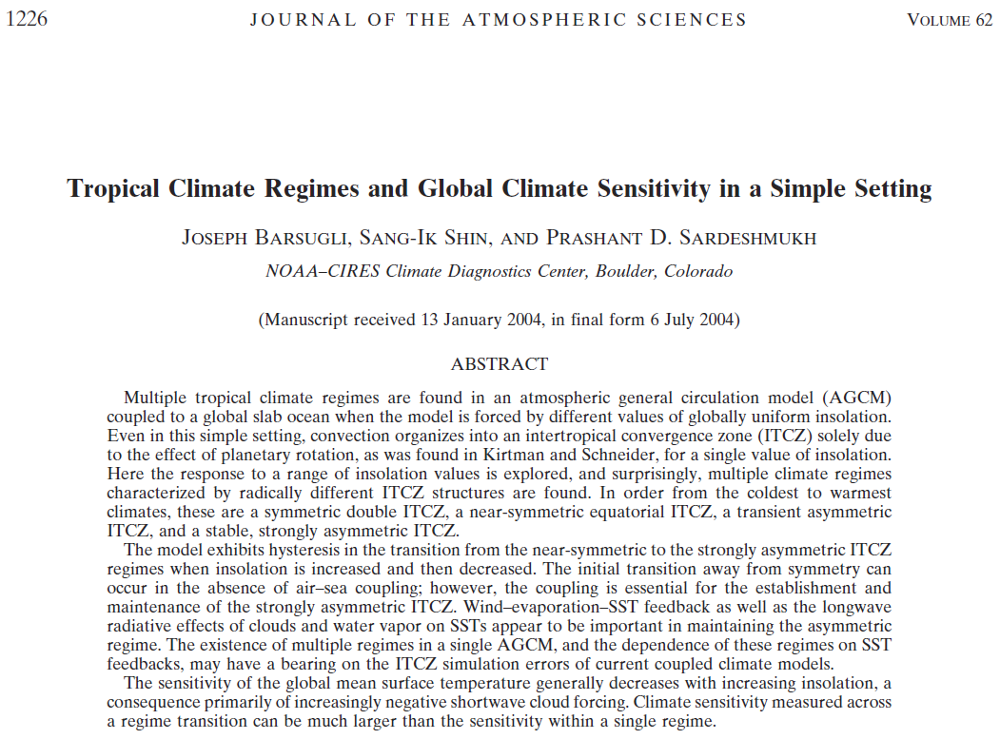 1226
JOURNAL OF THE ATMOSPHERIC SCIENCES
VOLUME 62
Tropical Climate Regimes and Global Climate Sensitivity in a Simple Setting
JOSEPH BARSUGLI, SANG-IK SHIN, AND PRASHANT D. SARDESHMUKH
NOAA–CIRES Climate Diagnostics Center, Boulder, Colorado
(Manuscript received 13 January 2004, in final form 6 July 2004)
ABSTRACT
Multiple tropical climate regimes are found in an atmospheric general circulation model (AGCM)
coupled to a global slab ocean when the model is forced by different values of globally uniform insolation.
Even in this simple setting, convection organizes into an intertropical convergence zone (ITCZ) solely due
to the effect of planetary rotation, as was found in Kirtman and Schneider, for a single value of insolation.
Here the response to a range of insolation values is explored, and surprisingly, multiple climate regimes
characterized by radically different ITCZ structures are found. In order from the coldest to warmest
climates, these are a symmetric double ITCZ, a near-symmetric equatorial ITCZ, a transient asymmetric
ITCZ, and a stable, strongly asymmetric ITCZ.
The model exhibits hysteresis in the transition from the near-symmetric to the strongly asymmetric ITCZ
regimes when insolation is increased and then decreased. The initial transition away from symmetry can
occur in the absence of air–sea coupling; however, the coupling is essential for the establishment and
maintenance of the strongly asymmetric ITCZ. Wind–evaporation–SST feedback as well as the longwave
radiative effects of clouds and water vapor on SSTs appear to be important in maintaining the asymmetric
regime. The existence of multiple regimes in a single AGCM, and the dependence of these regimes on SST
feedbacks, may have a bearing on the ITCZ simulation errors of current coupled climate models.
The sensitivity of the global mean surface temperature generally decreases with increasing insolation, a
consequence primarily of increasingly negative shortwave cloud forcing. Climate sensitivity measured across
a regime transition can be much larger than the sensitivity within a single regime.